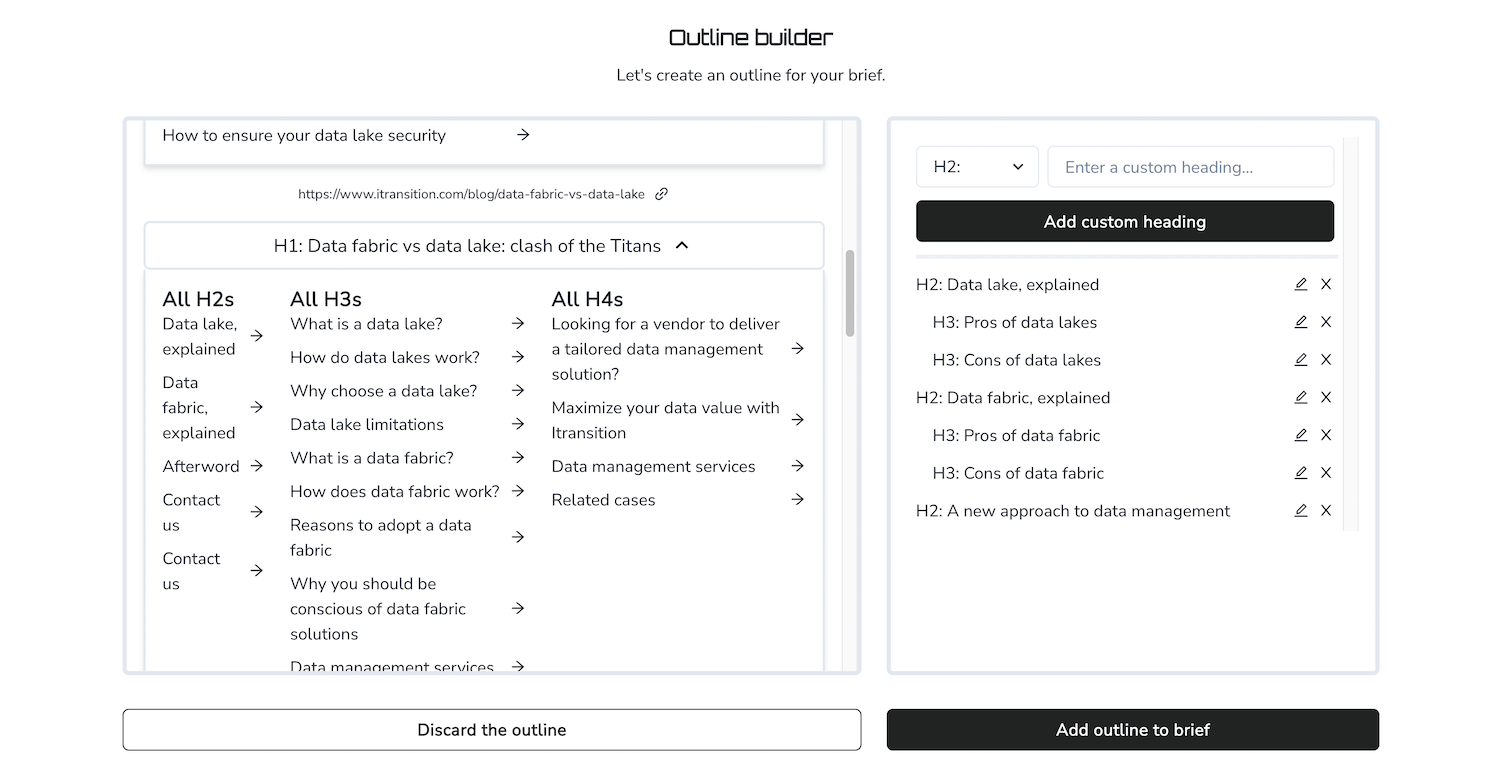 Outline builder
Let's create an outline for your brief.
How to ensure your data lake security
https://www.itransition.com/blog/data-fabric-vs-data-lake
H1: Data fabric vs data lake: clash of the Titans
All H2s
Data lake,
explained
Data
fabric,
explained
Afterword
Contact
us
Contact
us
All H3s
What is a data lake?
How do data lakes work?
Why choose a data lake?
Data lake limitations
What is a data fabric?
How does data fabric work?
Reasons to adopt a data
fabric
Why you should be
conscious of data fabric
solutions
Data management services
All H4s
Looking for a vendor to deliver
a tailored data management
solution?
Maximize your data value with
Itransition
Data management services
Related cases
H2:
Enter a custom heading...
Add custom heading
H2: Data lake, explained
H3: Pros of data lakes
H3: Cons of data lakes
H2: Data fabric, explained
H3: Pros of data fabric
H3: Cons of data fabric
H2: A new approach to data management
Discard the outline
Add outline to brief